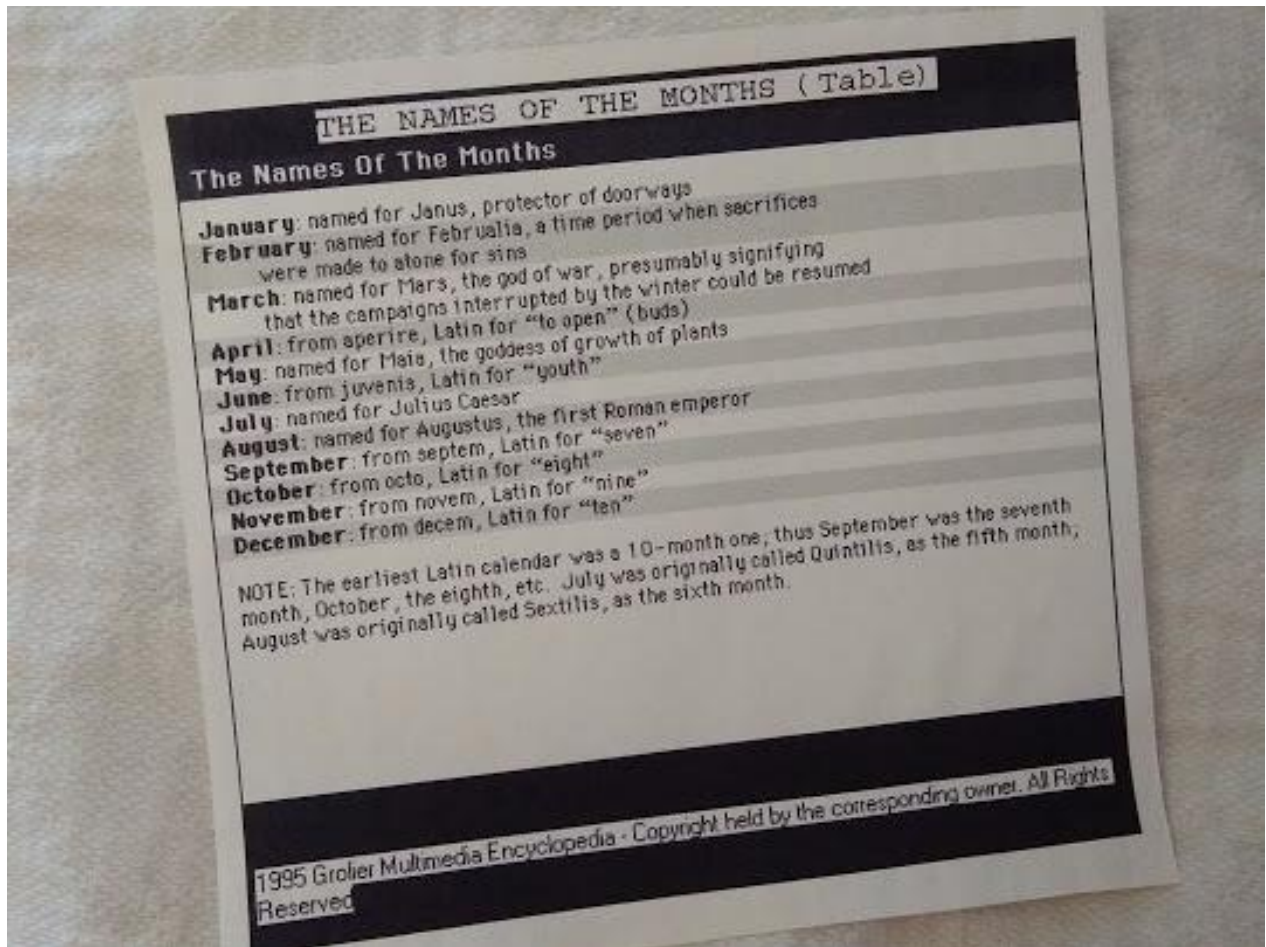 THE NAMES OF THE MONTHS (Table)
The Names Of The Months
January: named for Janus, protector of doorways
February: named for Februalia, a time period when sacrifices
were made to atone for sins
March: named for Mars, the god of war, presumably signifying
that the campaigns interrupted by the winter could be resumed
April: from aperire, Latin for “to open” (buds)
May: named for Maia, the goddess of growth of plants
June: from juvenis, Latin for “youth”
July: named for Julius Caesar
August: named for Augustus, the first Roman emperor
September: from septem, Latin for “seven”
October: from octo, Latin for “eight”
November: from novem, Latin for “nine”
December: from decem, Latin for “ten”
NOTE: The earliest Latin calendar was a 10-month one; thus September was the seventh
month, October, the eighth, etc. July was originally called Quintilis, as the fifth month;
August was originally called Sextilis, as the sixth month.
1995 Grolier Multimedia Encyclopedia - Copyright held by the corresponding owner. All Rights
Reserved